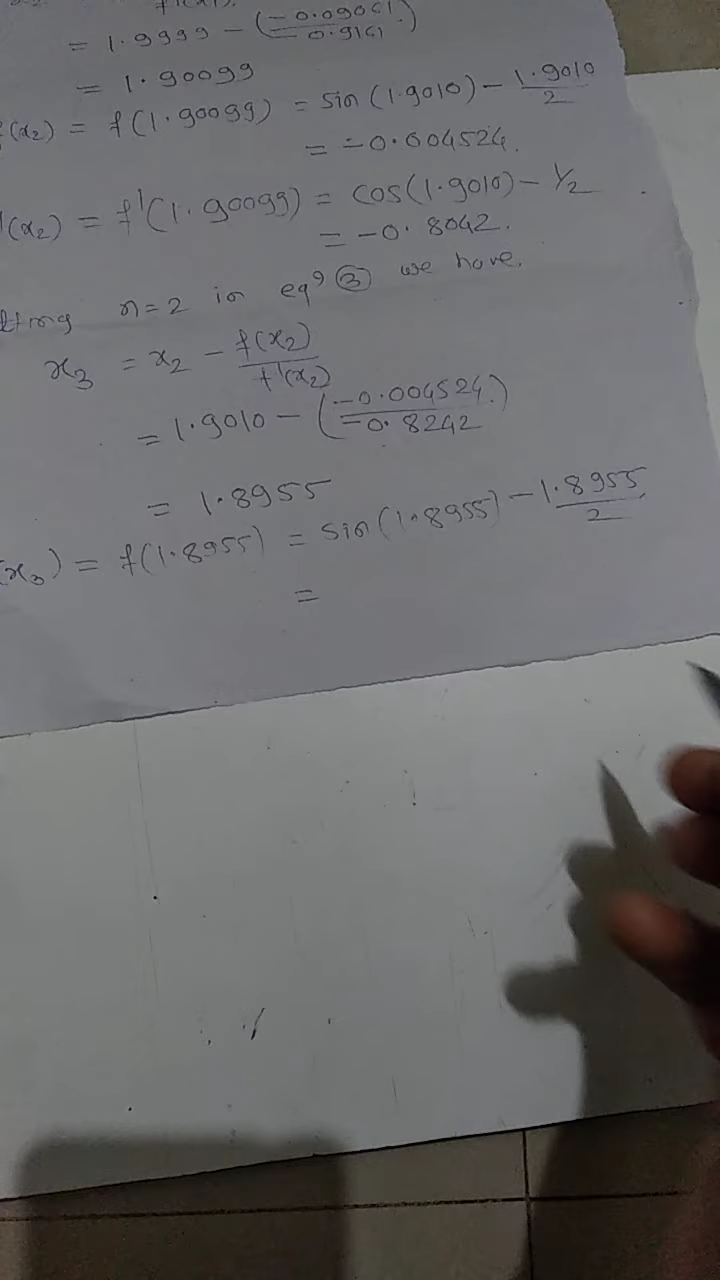 = 1.9999 - (-0.09061 / -0.9161)
= 1.90099
(x₂) = f(1.90099) = sin(1.9010) - 1.9010/2
= -0.004524.
'(x₂) = f'(1.90099) = cos(1.9010) - 1/2
= -0.8042.
n=2 in eqⁿ ③ we have.
x₃ = x₂ - f(x₂)/f'(x₂)
= 1.9010 - (-0.004524. / -0.8242)
= 1.8955
(x₃) = f(1.8955) = sin(1.8955) - 1.8955/2
=